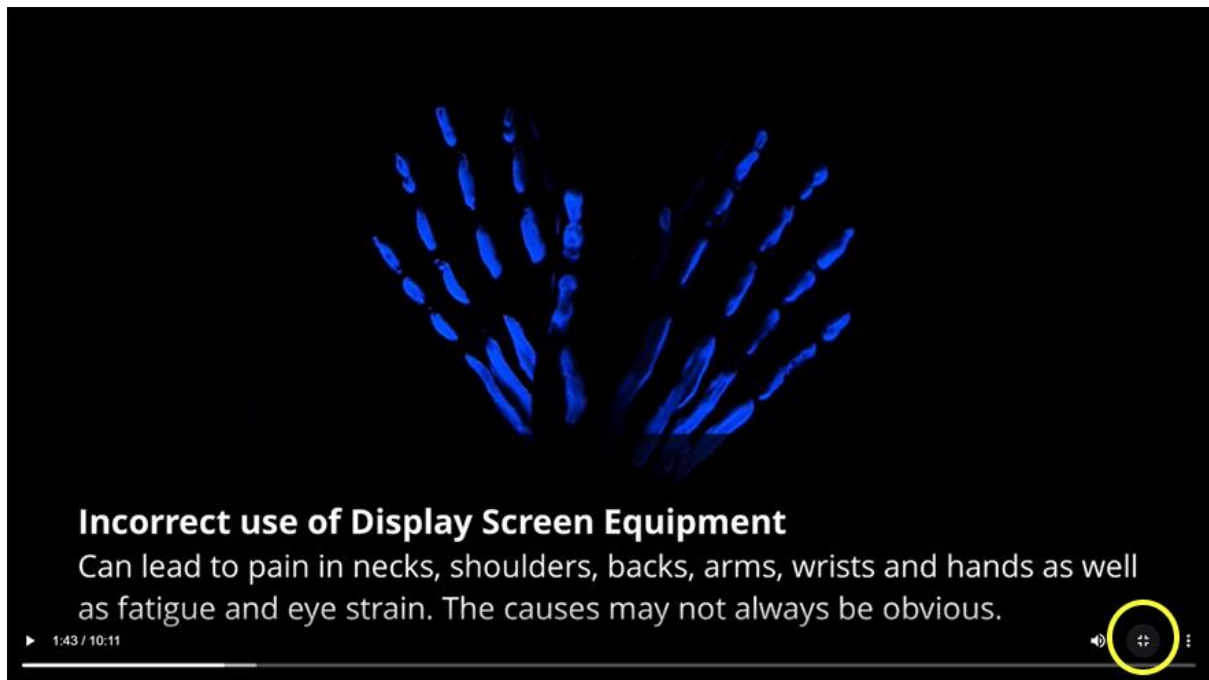 Incorrect use of Display Screen Equipment
Can lead to pain in necks, shoulders, backs, arms, wrists and hands as well
as fatigue and eye strain. The causes may not always be obvious.
1:43 / 10:11